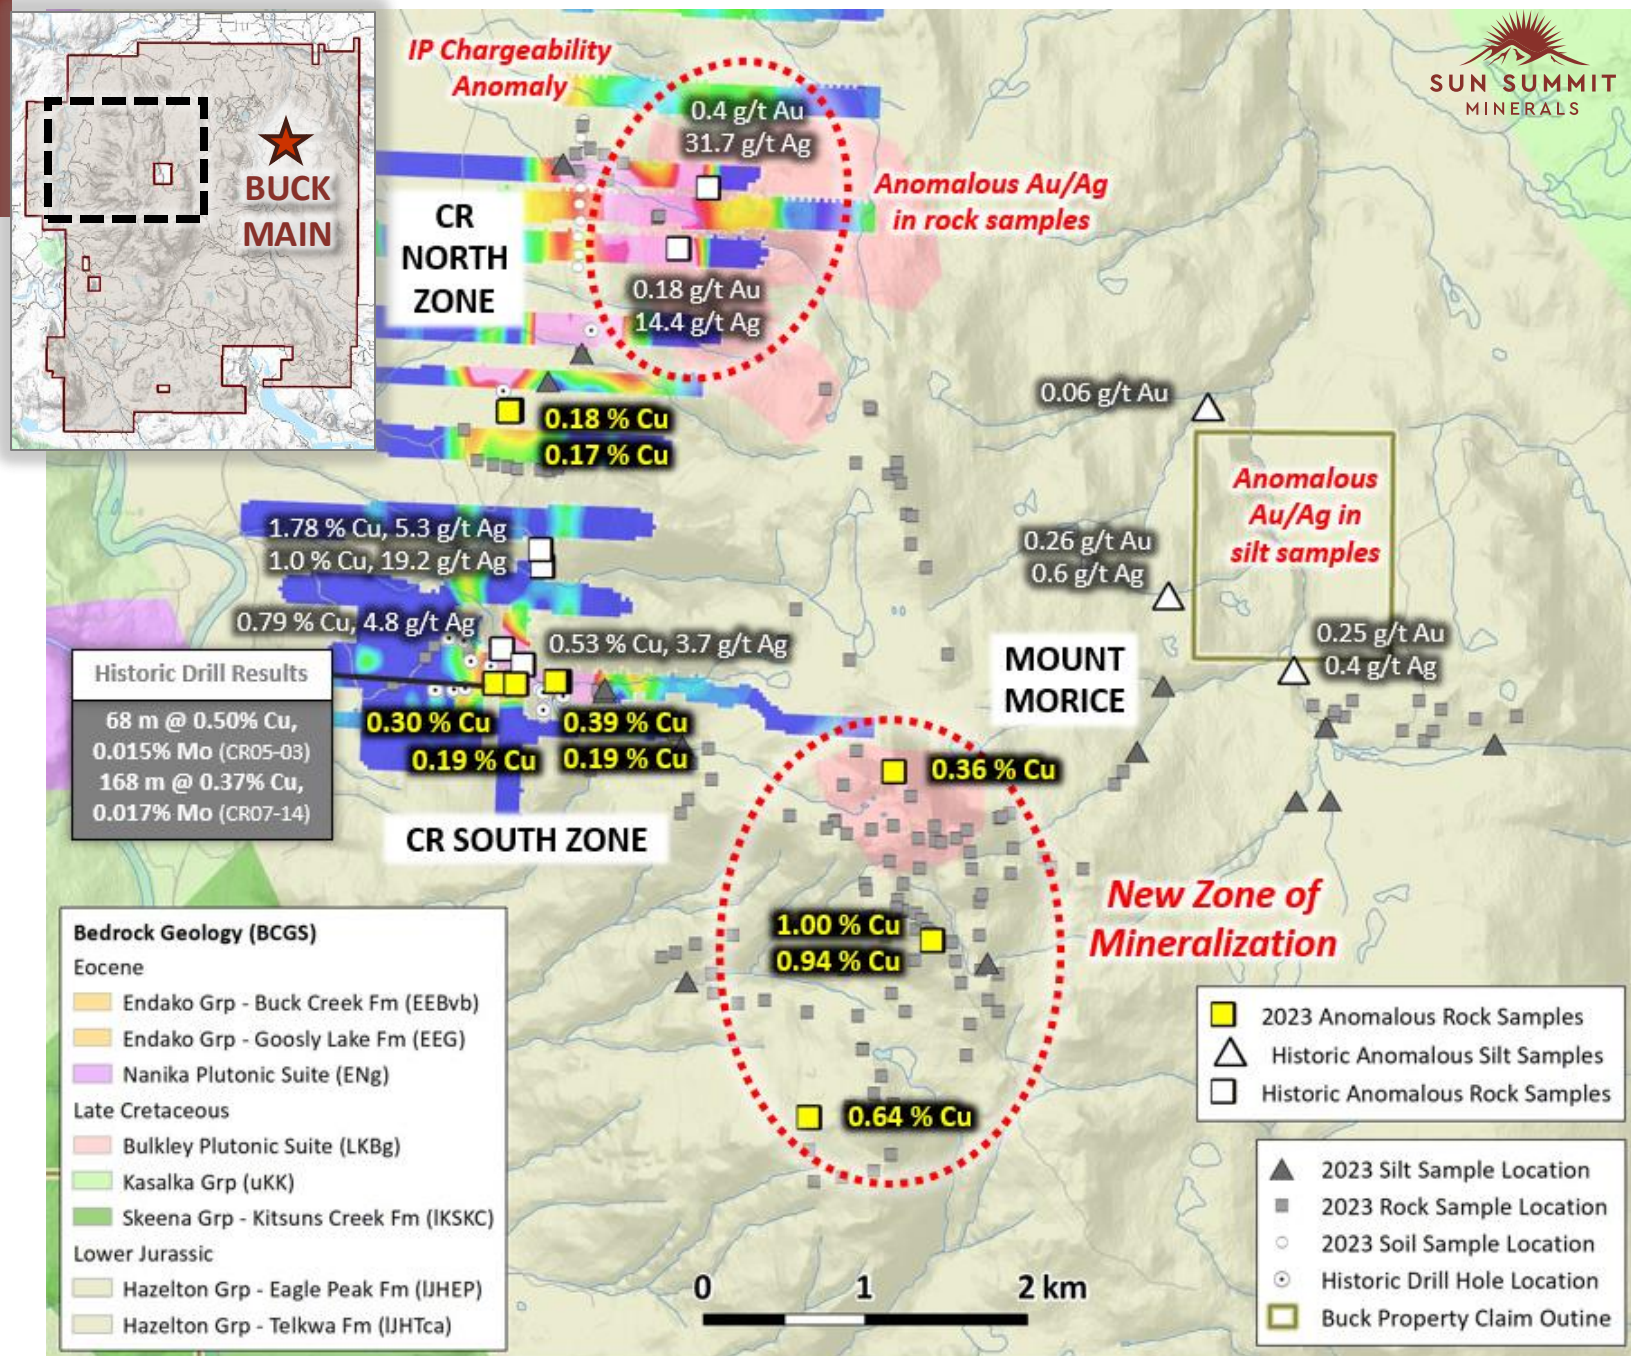 BUCK
MAIN
SUN SUMMIT
MINERALS
IP Chargeability
Anomaly
0.4 g/t Au
31.7 g/t Ag
Anomalous Au/Ag
in rock samples
CR
NORTH
ZONE
0.18 g/t Au
14.4 g/t Ag
0.18 % Cu
0.17 % Cu
0.06 g/t Au
Anomalous
Au/Ag in
silt samples
0.26 g/t Au
0.6 g/t Ag
0.25 g/t Au
0.4 g/t Ag
MOUNT
MORICE
1.78 % Cu, 5.3 g/t Ag
1.0 % Cu, 19.2 g/t Ag
0.79 % Cu, 4.8 g/t Ag
0.53 % Cu, 3.7 g/t Ag
Historic Drill Results
68 m @ 0.50% Cu,
0.015% Mo (CR05-03)
168 m @ 0.37% Cu,
0.017% Mo (CR07-14)
0.30 % Cu
0.19 % Cu
0.39 % Cu
0.19 % Cu
CR SOUTH ZONE
0.36 % Cu
1.00 % Cu
0.94 % Cu
0.64 % Cu
New Zone of
Mineralization
Bedrock Geology (BCGS)
Eocene
Endako Grp - Buck Creek Fm (EEBvb)
Endako Grp - Goosly Lake Fm (EEG)
Nanika Plutonic Suite (ENg)
Late Cretaceous
Bulkley Plutonic Suite (LKBg)
Kasalka Grp (uKK)
Skeena Grp - Kitsuns Creek Fm (lKSKC)
Lower Jurassic
Hazelton Grp - Eagle Peak Fm (lJHEP)
Hazelton Grp - Telkwa Fm (lJHTca)
0 1 2 km
2023 Anomalous Rock Samples
Historic Anomalous Silt Samples
Historic Anomalous Rock Samples
2023 Silt Sample Location
2023 Rock Sample Location
2023 Soil Sample Location
Historic Drill Hole Location
Buck Property Claim Outine